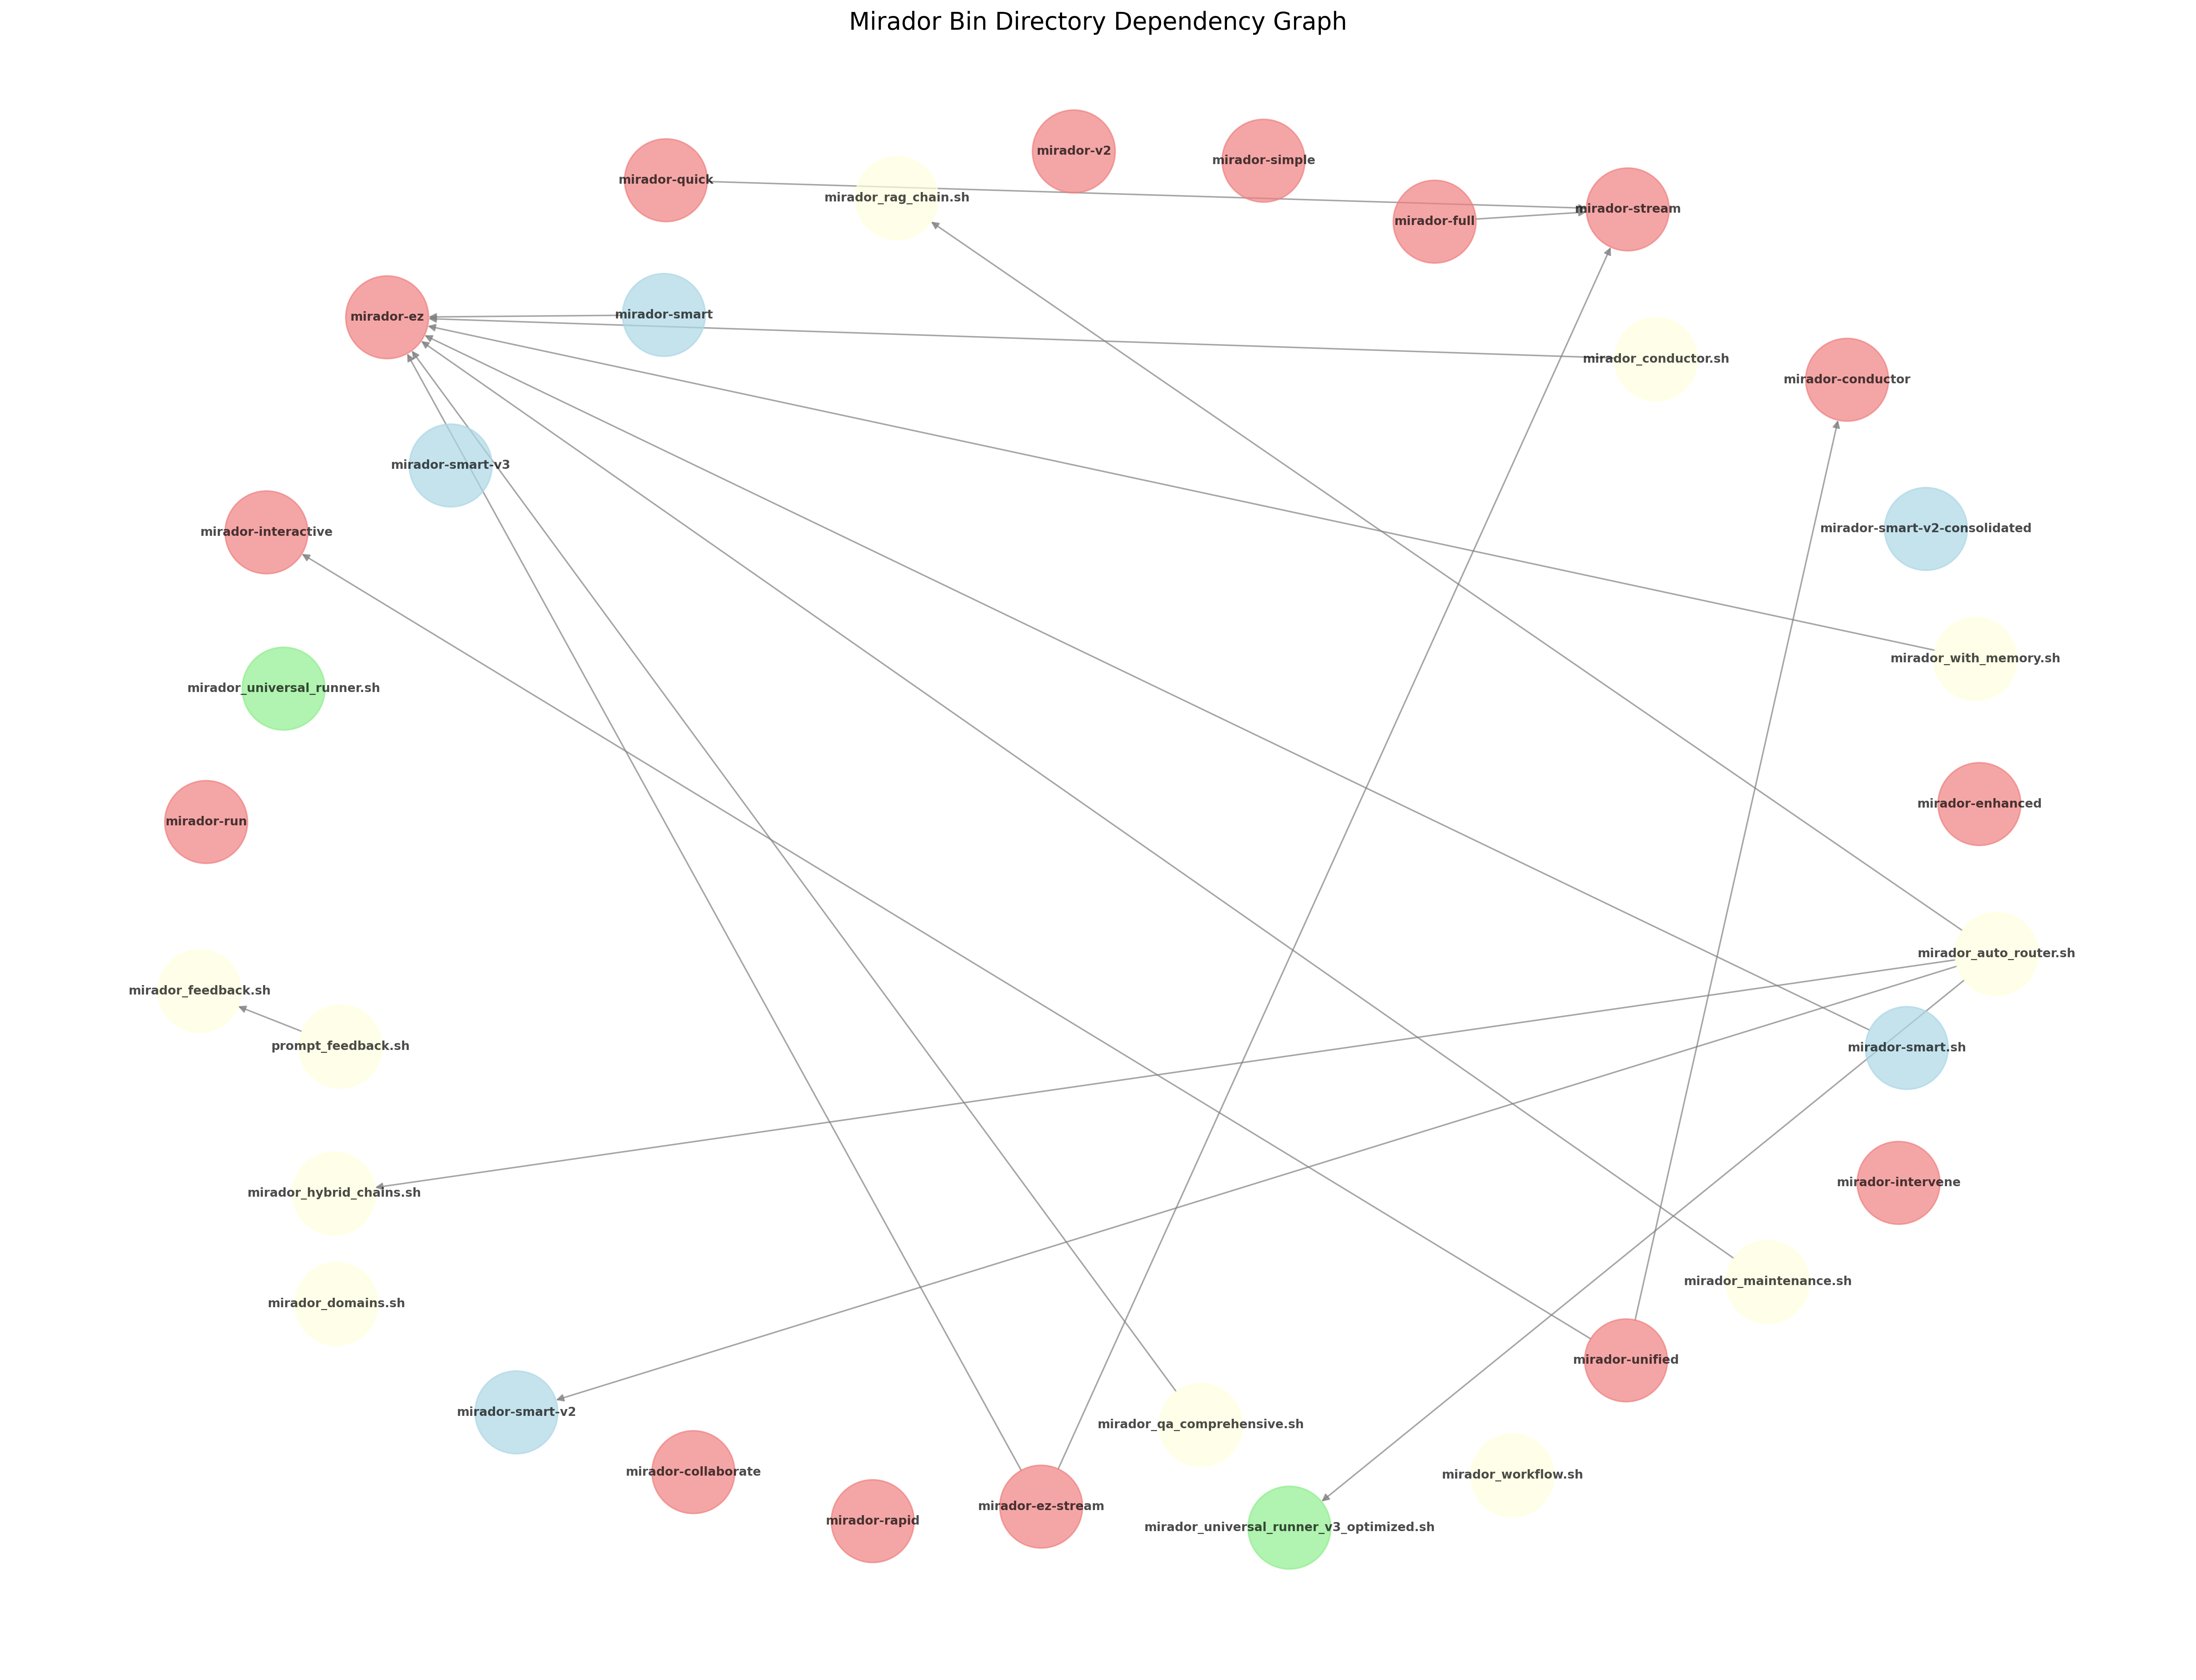 Mirador Bin Directory Dependency Graph
mirador-v2
mirador-simple
mirador-quick
mirador_rag_chain.sh
mirador-full
mirador-stream
mirador-ez
mirador-smart
mirador_conductor.sh
mirador-conductor
mirador-smart-v3
mirador-interactive
mirador-smart-v2-consolidated
mirador_universal_runner.sh
mirador_with_memory.sh
mirador-run
mirador-enhanced
mirador_auto_router.sh
mirador_feedback.sh
prompt_feedback.sh
mirador-smart.sh
mirador_hybrid_chains.sh
mirador-intervene
mirador_domains.sh
mirador_maintenance.sh
mirador-unified
mirador-smart-v2
mirador_qa_comprehensive.sh
mirador-collaborate
mirador_workflow.sh
mirador-ez-stream
mirador-rapid
mirador_universal_runner_v3_optimized.sh